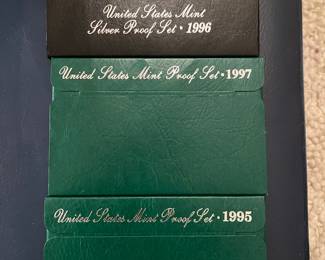 United States Mint
Silver Proof Set • 1996
United States Mint Proof Set • 1997
United States Mint Proof Set • 1995